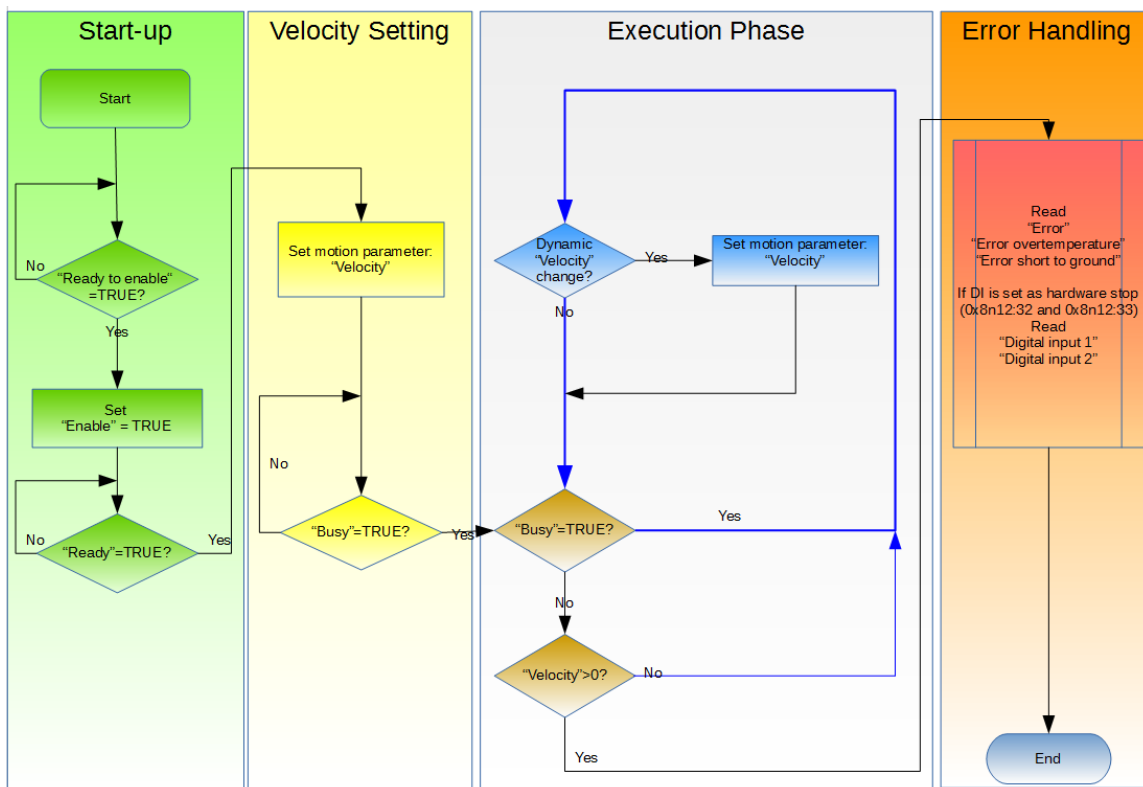 Start-up
Start
"Ready to enable"
=TRUE?
No
Yes
Set
"Enable" = TRUE
"Ready"=TRUE?
No
Yes
Velocity Setting
Set motion parameter:
"Velocity"
No
"Busy"=TRUE?
Yes
Execution Phase
Dynamic
"Velocity"
change?
Yes
Set motion parameter:
"Velocity"
No
"Busy"=TRUE?
Yes
No
"Velocity">0?
No
Yes
Error Handling
Read
"Error"
"Error overtemperature"
"Error short to ground"
If DI is set as hardware stop
(0x8n12:32 and 0x8n12:33)
Read
"Digital input 1"
"Digital input 2"
End